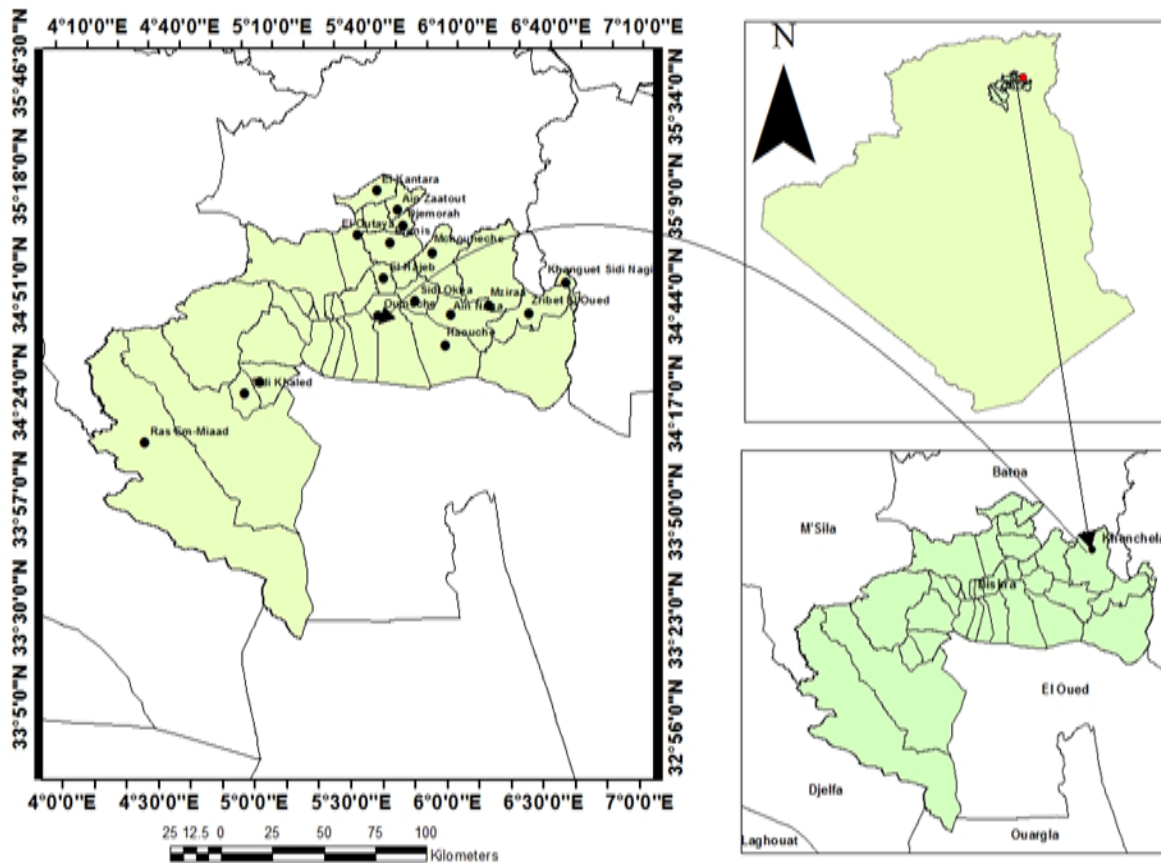 4°10'0"E 4°40'0"E 5°10'0"E 5°40'0"E 6°10'0"E 6°40'0"E 7°10'0"E
35°46'30"N
35°18'0"N
34°51'0"N
34°24'0"N
33°57'0"N
33°30'0"N
33°5'0"N
35°34'0"N
35°9'0"N
34°44'0"N
34°17'0"N
33°50'0"N
33°23'0"N
32°56'0"N
El Kantara
Ain Zaatout
Djemorah
El Outaya
Mchouneche
El Hajeb
Khanguet Sidi Nagi
Sidi Okba
Mziraa
Zribet El Oued
Oumache
Ain Naga
Haouche
Sidi Khaled
Ras Em-Miaad
4°0'0"E 4°30'0"E 5°0'0"E 5°30'0"E 6°0'0"E 6°30'0"E 7°0'0"E
25 12.5 0 25 50 75 100
Kilometers
N
Batna
M'Sila
Khenchela
Biskra
El Oued
Djelfa
Laghouat
Ouargla